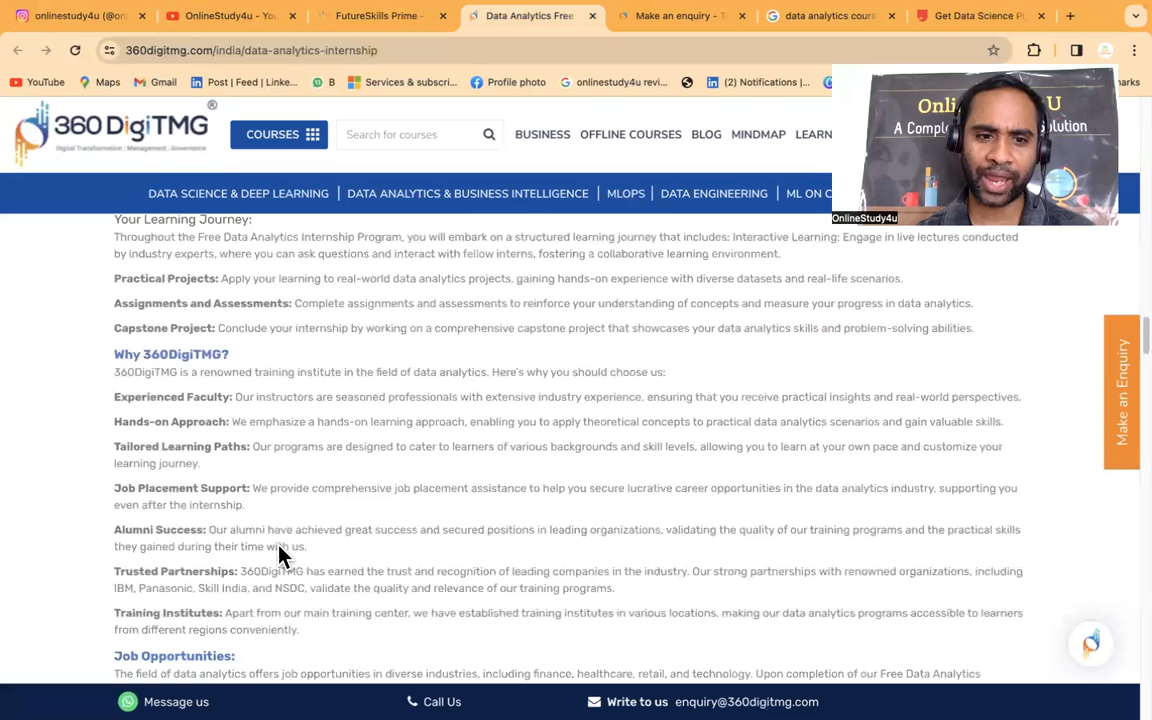 onlinestudy4u (@on
OnlineStudy4u - You
FutureSkills Prime -
Data Analytics Free
Make an enquiry - T
data analytics cours
Get Data Science P
360digitmg.com/india/data-analytics-internship
YouTube
Maps
Gmail
Post | Feed | Linke...
B
Services & subscri...
Profile photo
onlinestudy4u revi...
(2) Notifications |...
Onli
U
A Comple
olution
OnlineStudy4u
360 DigiTMG ®
Digital Transformation | Management | Governance
COURSES
Search for courses
BUSINESS
OFFLINE COURSES
BLOG
MINDMAP
LEARN
DATA SCIENCE & DEEP LEARNING | DATA ANALYTICS & BUSINESS INTELLIGENCE | MLOPS | DATA ENGINEERING | ML ON C
Your Learning Journey:
Throughout the Free Data Analytics Internship Program, you will embark on a structured learning journey that includes: Interactive Learning: Engage in live lectures conducted
by industry experts, where you can ask questions and interact with fellow interns, fostering a collaborative learning environment.
Practical Projects: Apply your learning to real-world data analytics projects, gaining hands-on experience with diverse datasets and real-life scenarios.
Assignments and Assessments: Complete assignments and assessments to reinforce your understanding of concepts and measure your progress in data analytics.
Capstone Project: Conclude your internship by working on a comprehensive capstone project that showcases your data analytics skills and problem-solving abilities.
Why 360DigiTMG?
360DigiTMG is a renowned training institute in the field of data analytics. Here's why you should choose us:
Experienced Faculty: Our instructors are seasoned professionals with extensive industry experience, ensuring that you receive practical insights and real-world perspectives.
Hands-on Approach: We emphasize a hands-on learning approach, enabling you to apply theoretical concepts to practical data analytics scenarios and gain valuable skills.
Tailored Learning Paths: Our programs are designed to cater to learners of various backgrounds and skill levels, allowing you to learn at your own pace and customize your
learning journey.
Job Placement Support: We provide comprehensive job placement assistance to help you secure lucrative career opportunities in the data analytics industry, supporting you
even after the internship.
Alumni Success: Our alumni have achieved great success and secured positions in leading organizations, validating the quality of our training programs and the practical skills
they gained during their time with us.
Trusted Partnerships: 360DigiTMG has earned the trust and recognition of leading companies in the industry. Our strong partnerships with renowned organizations, including
IBM, Panasonic, Skill India, and NSDC, validate the quality and relevance of our training programs.
Training Institutes: Apart from our main training center, we have established training institutes in various locations, making our data analytics programs accessible to learners
from different regions conveniently.
Job Opportunities:
The field of data analytics offers job opportunities in diverse industries, including finance, healthcare, retail, and technology. Upon completion of our Free Data Analytics
Make an Enquiry
Message us
Call Us
Write to us enquiry@360digitmg.com